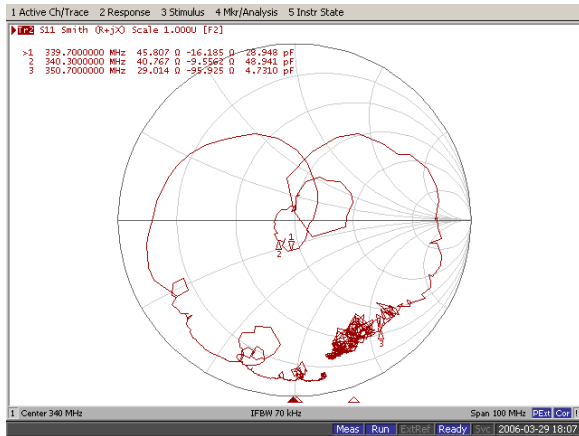 1 Active Ch/Trace 2 Response 3 Stimulus 4 Mkr/Analysis 5 Instr State
Tr2 S11 Smith (R+jX) Scale 1.000U [F2]
>1 339.7000000 MHz 45.807 Ω -16.185 Ω 28.948 pF
2 340.3000000 MHz 40.767 Ω -9.5562 Ω 48.941 pF
3 350.7000000 MHz 29.014 Ω -95.925 Ω 4.7310 pF
1
2
3
1 Center 340 MHz IFBW 70 kHz Span 100 MHz PExt Cor !
Meas Run ExtRef Ready Svc 2006-03-29 18:07